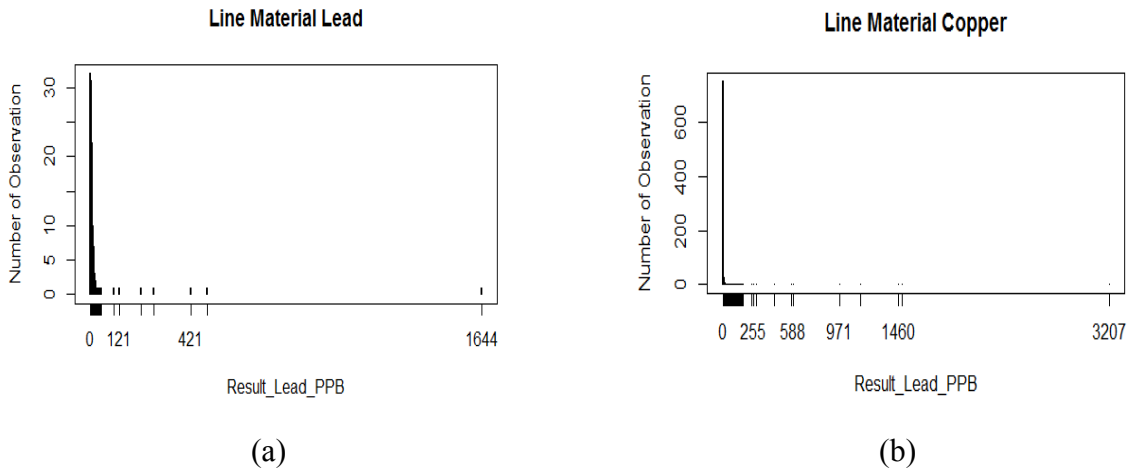 Line Material Lead
Number of Observation
30
20
10
5
0
0 121 421 1644
Result_Lead_PPB
(a)
Line Material Copper
Number of Observation
600
400
200
0
0 255 588 971 1460 3207
Result_Lead_PPB
(b)